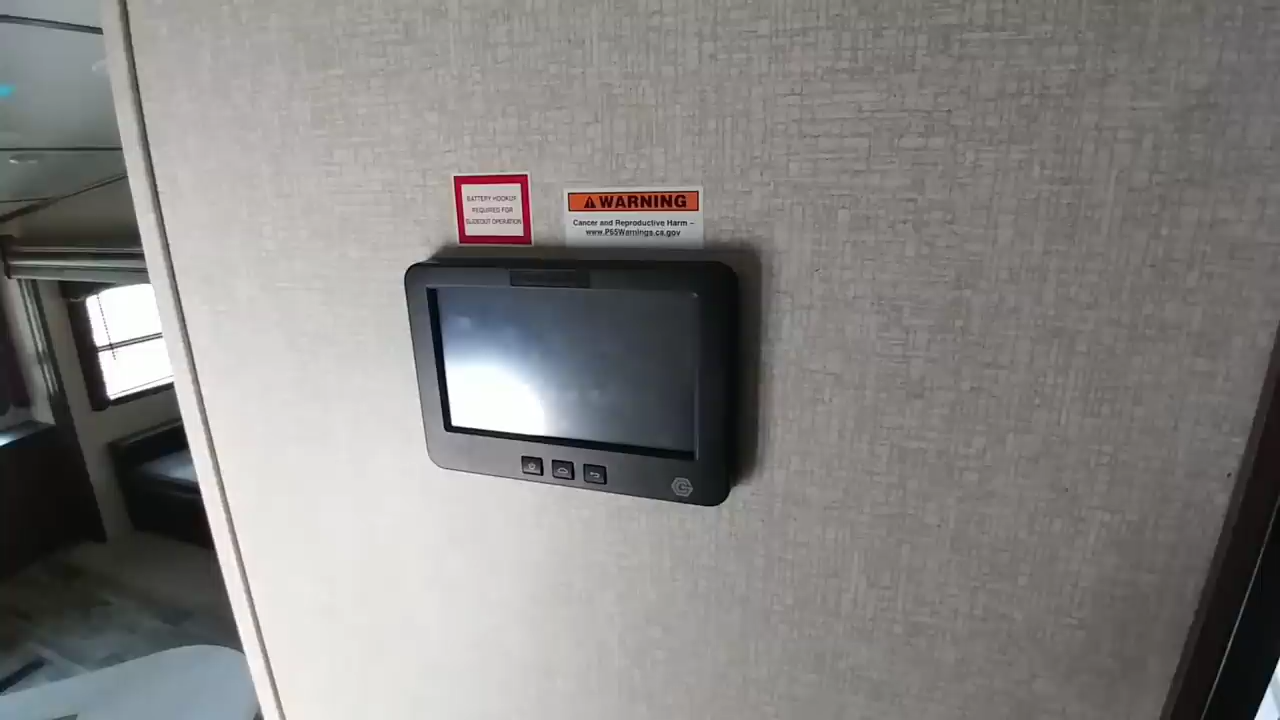 BATTERY HOOKUP
REQUIRED FOR
SLIDEOUT OPERATION
WARNING
Cancer and Reproductive Harm –
www.P65Warnings.ca.gov